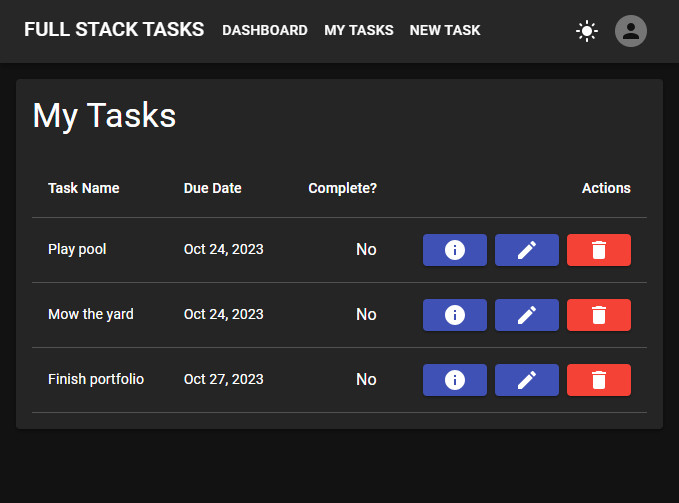 FULL STACK TASKS DASHBOARD MY TASKS NEW TASK
My Tasks
Task Name Due Date Complete? Actions
Play pool Oct 24, 2023 No
Mow the yard Oct 24, 2023 No
Finish portfolio Oct 27, 2023 No